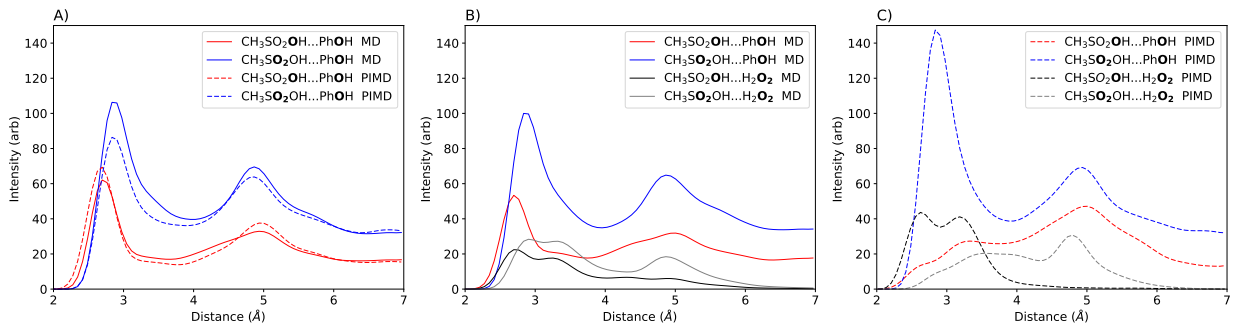 A)
CH₃SO₂OH...PhOH MD
CH₃SO₂OH...PhOH MD
CH₃SO₂OH...PhOH PIMD
CH₃SO₂OH...PhOH PIMD
Intensity (arb)
0
20
40
60
80
100
120
140
2 3 4 5 6 7
Distance (Å)
B)
CH₃SO₂OH...PhOH MD
CH₃SO₂OH...PhOH MD
CH₃SO₂OH...H₂O₂ MD
CH₃SO₂OH...H₂O₂ MD
Intensity (arb)
0
20
40
60
80
100
120
140
2 3 4 5 6 7
Distance (Å)
C)
CH₃SO₂OH...PhOH PIMD
CH₃SO₂OH...PhOH PIMD
CH₃SO₂OH...H₂O₂ PIMD
CH₃SO₂OH...H₂O₂ PIMD
Intensity (arb)
0
20
40
60
80
100
120
140
2 3 4 5 6 7
Distance (Å)